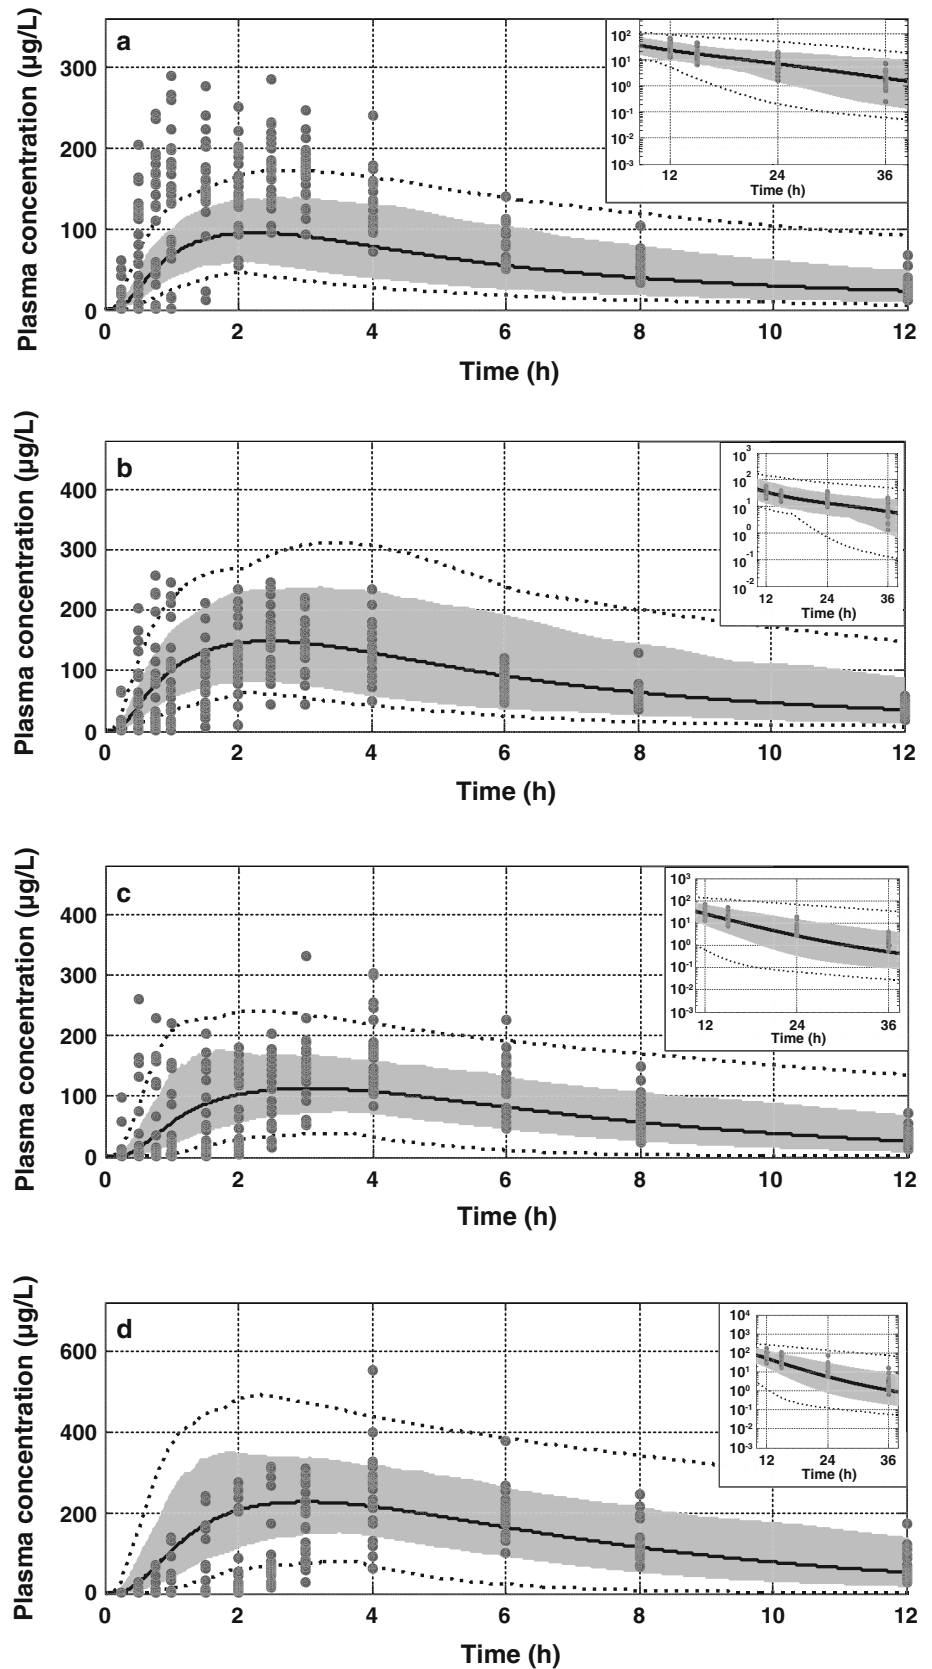 a
Plasma concentration (µg/L)
300
200
100
0
0 2 4 6 8 10 12
Time (h)
10²
10¹
10⁰
10⁻¹
10⁻²
10⁻³
12 24 36
Time (h)
b
Plasma concentration (µg/L)
400
300
200
100
0
0 2 4 6 8 10 12
Time (h)
10³
10²
10¹
10⁰
10⁻¹
10⁻²
12 24 36
Time (h)
c
Plasma concentration (µg/L)
400
300
200
100
0
0 2 4 6 8 10 12
Time (h)
10³
10²
10¹
10⁰
10⁻¹
10⁻²
10⁻³
12 24 36
Time (h)
d
Plasma concentration (µg/L)
600
400
200
0
0 2 4 6 8 10 12
Time (h)
10⁴
10³
10²
10¹
10⁰
10⁻¹
10⁻²
10⁻³
12 24 36
Time (h)